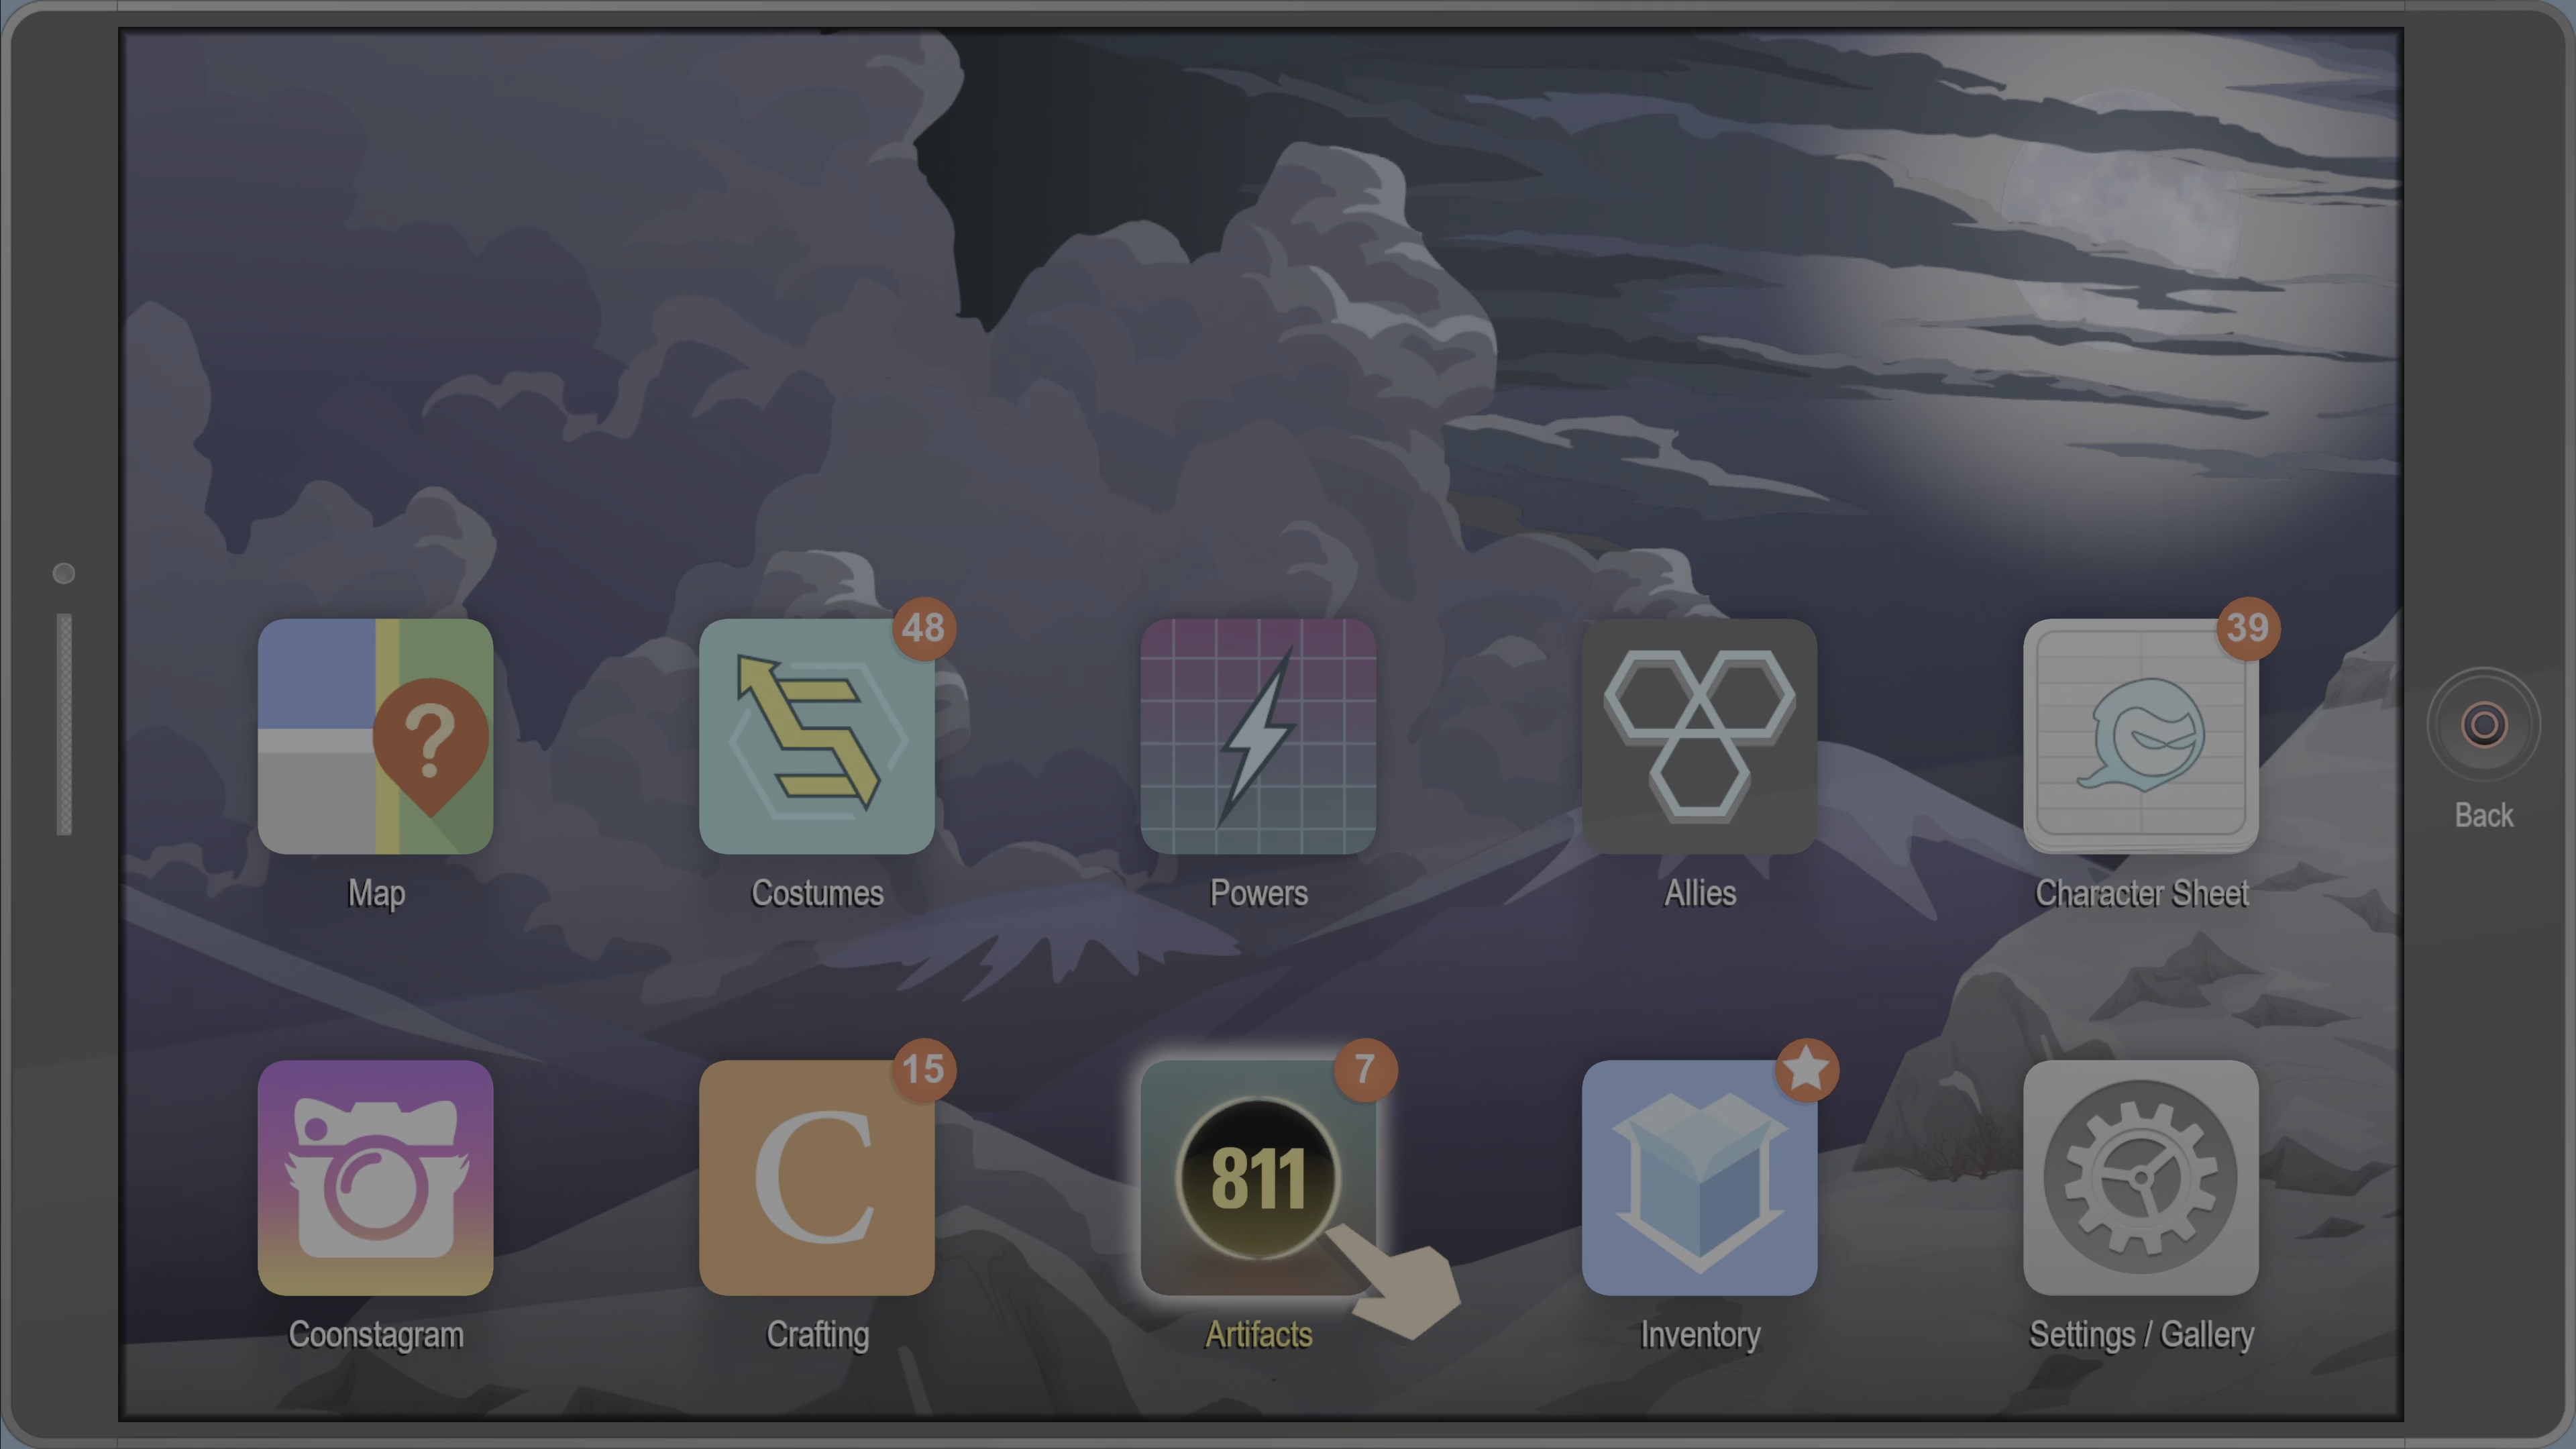 48
39
?
Map
Costumes
Powers
Allies
Character Sheet
Back
15
7
C
811
Coonstagram
Crafting
Artifacts
Inventory
Settings / Gallery